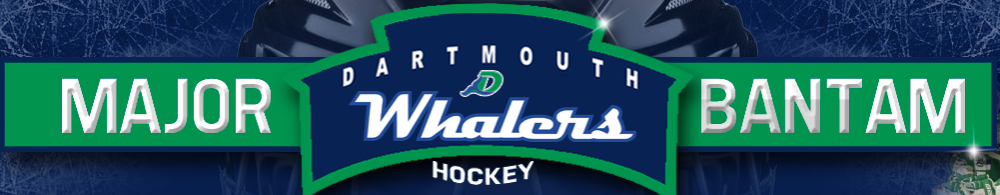 DARTMOUTH
D
MAJOR Whalers BANTAM
HOCKEY